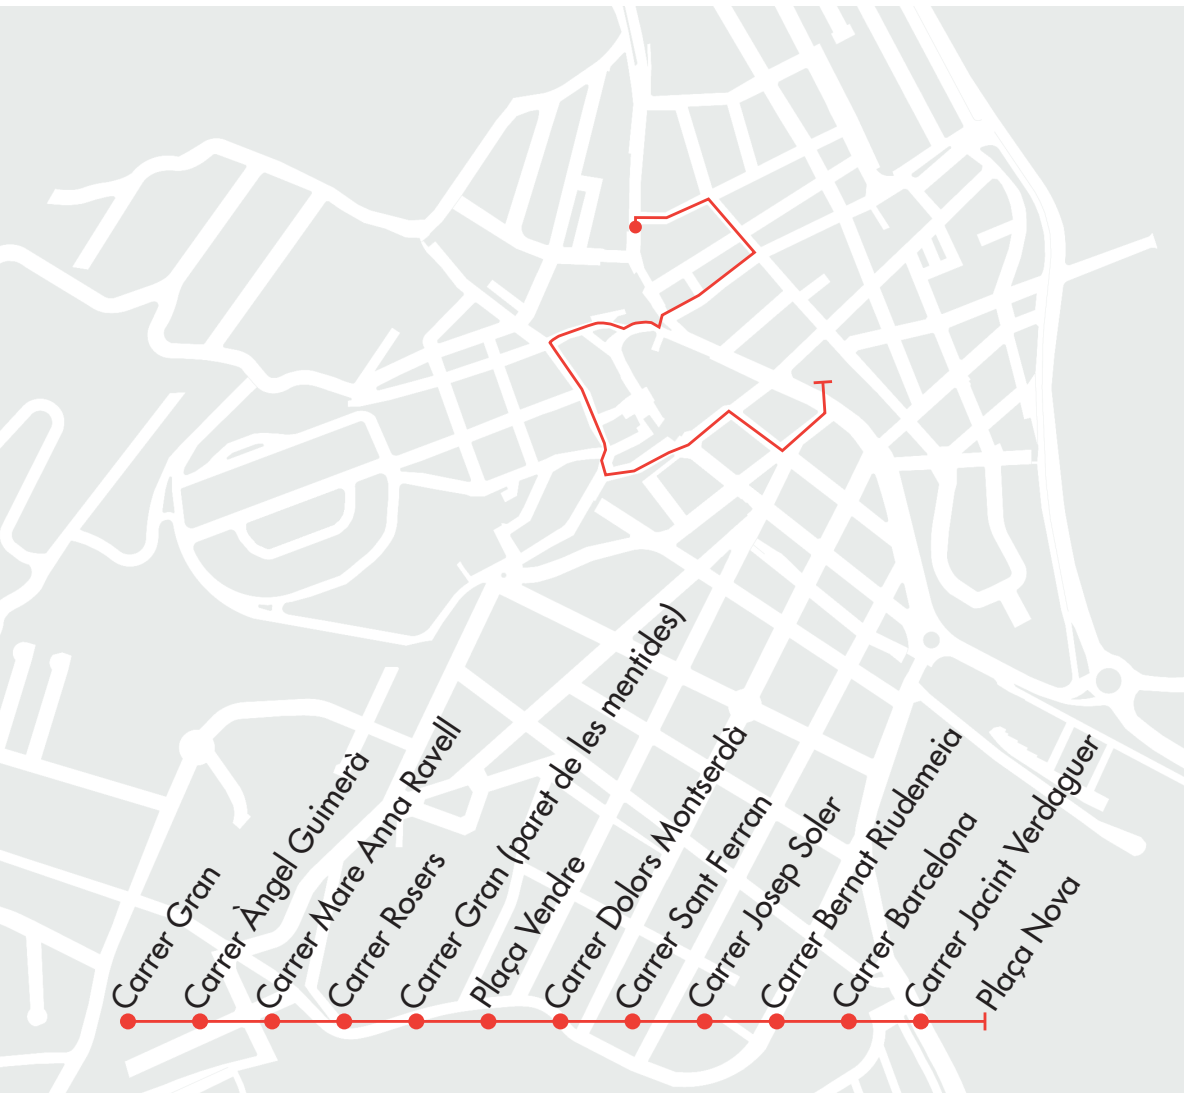 Carrer Gran
Carrer Àngel Guimerà
Carrer Mare Anna Ravell
Carrer Rosers
Carrer Gran (paret de les mentides)
Plaça Vendre
Carrer Dolors Montserdà
Carrer Sant Ferran
Carrer Josep Soler
Carrer Bernat Riudemeia
Carrer Barcelona
Carrer Jacint Verdaguer
Plaça Nova